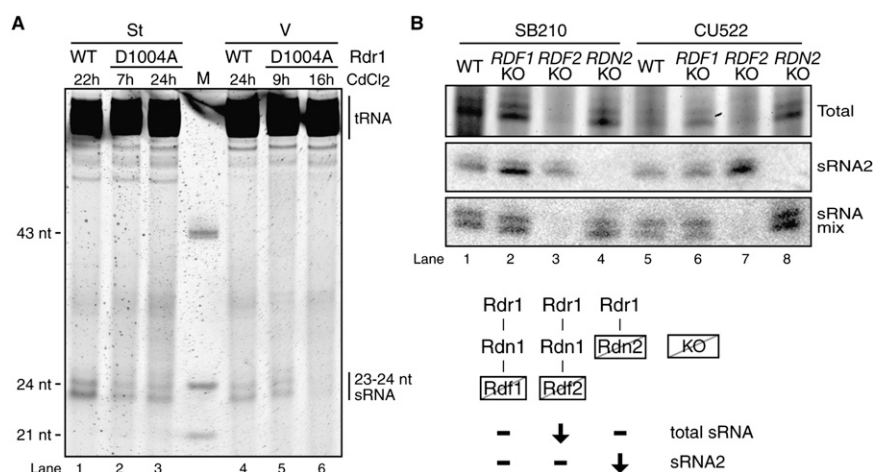 A
St V
WT D1004A M WT D1004A Rdr1
22h 7h 24h 24h 9h 16h CdCl2
tRNA
43 nt
24 nt
23-24 nt
sRNA
21 nt
Lane 1 2 3 4 5 6
B
SB210 CU522
WT RDF1 KO RDF2 KO RDN2 KO WT RDF1 KO RDF2 KO RDN2 KO
Total
sRNA2
sRNA
mix
Lane 1 2 3 4 5 6 7 8
Rdr1 Rdr1 Rdr1
Rdn1 Rdn1 Rdn2 KO
Rdf1 Rdf2
total sRNA
sRNA2